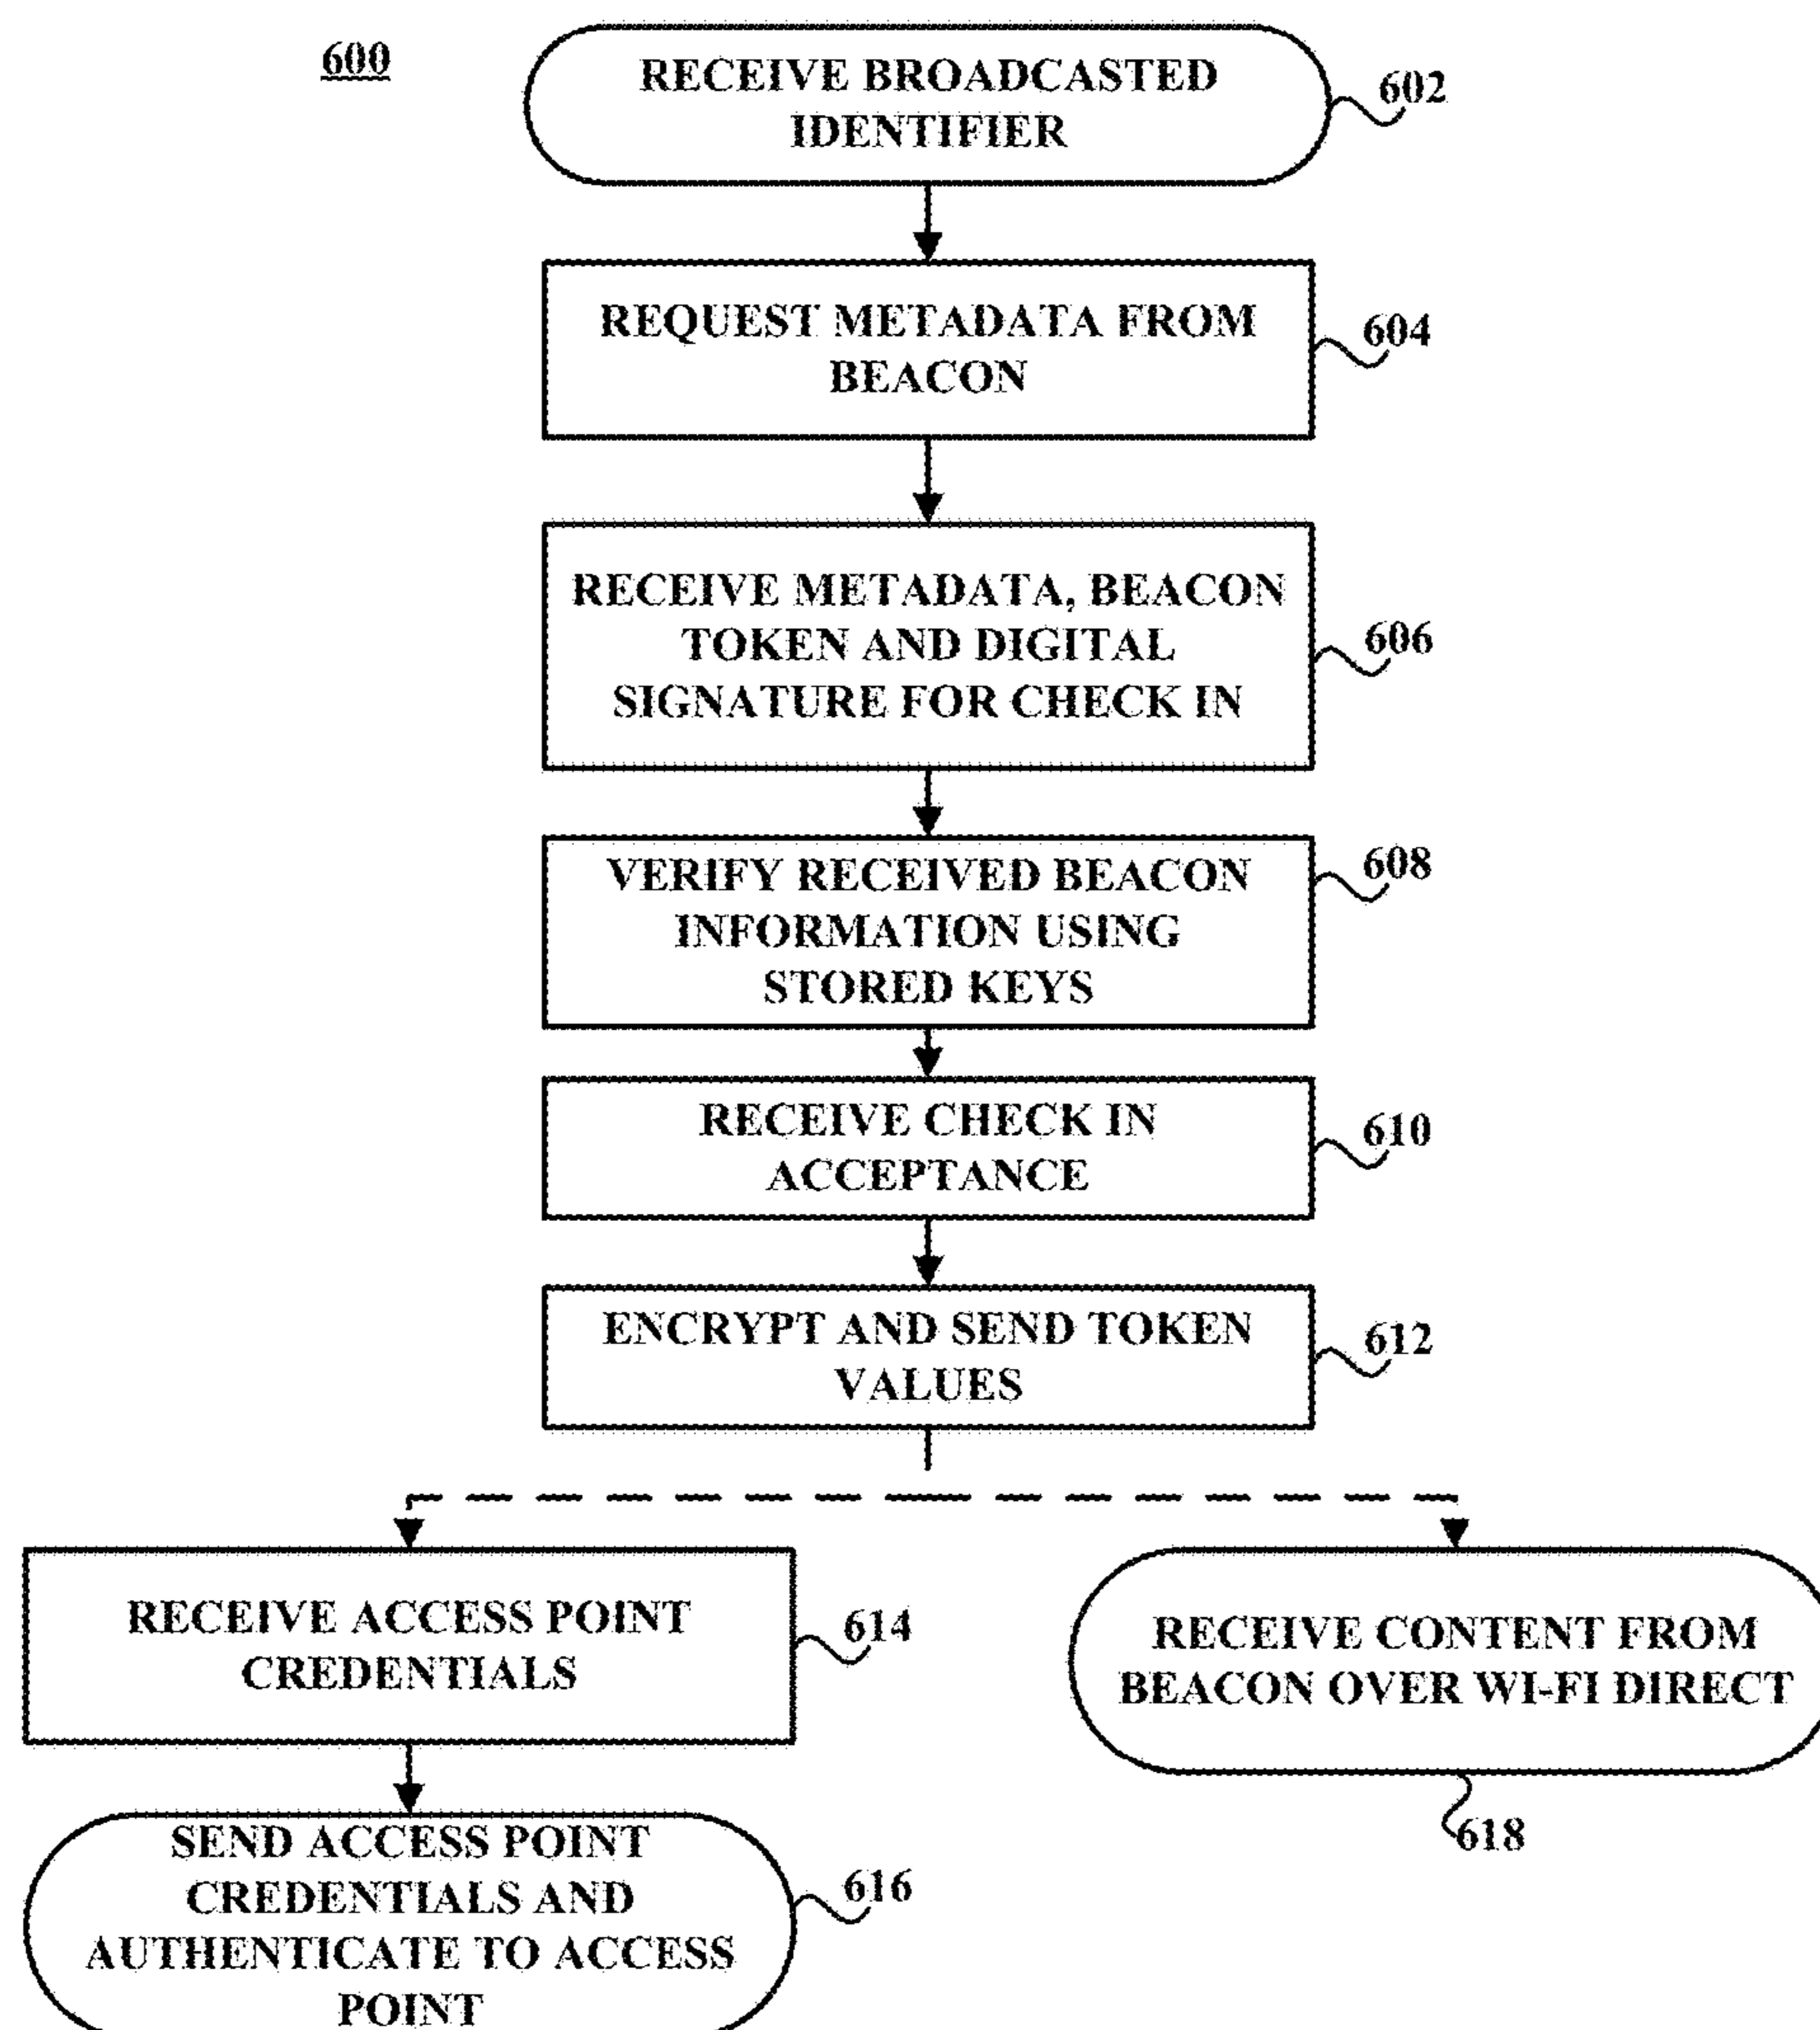 600
RECEIVE BROADCASTED
IDENTIFIER
602
REQUEST METADATA FROM
BEACON
604
RECEIVE METADATA, BEACON
TOKEN AND DIGITAL
SIGNATURE FOR CHECK IN
606
VERIFY RECEIVED BEACON
INFORMATION USING
STORED KEYS
608
RECEIVE CHECK IN
ACCEPTANCE
610
ENCRYPT AND SEND TOKEN
VALUES
612
RECEIVE ACCESS POINT
CREDENTIALS
614
RECEIVE CONTENT FROM
BEACON OVER WI-FI DIRECT
618
SEND ACCESS POINT
CREDENTIALS AND
AUTHENTICATE TO ACCESS
POINT
616